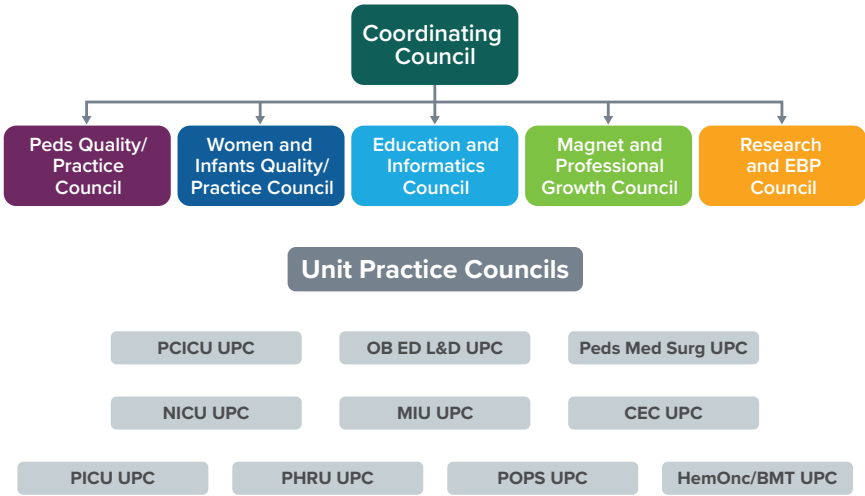 Coordinating
Council
Peds Quality/
Practice
Council
Women and
Infants Quality/
Practice Council
Education and
Informatics
Council
Magnet and
Professional
Growth Council
Research
and EBP
Council
Unit Practice Councils
PCICU UPC
OB ED L&D UPC
Peds Med Surg UPC
NICU UPC
MIU UPC
CEC UPC
PICU UPC
PHRU UPC
POPS UPC
HemOnc/BMT UPC